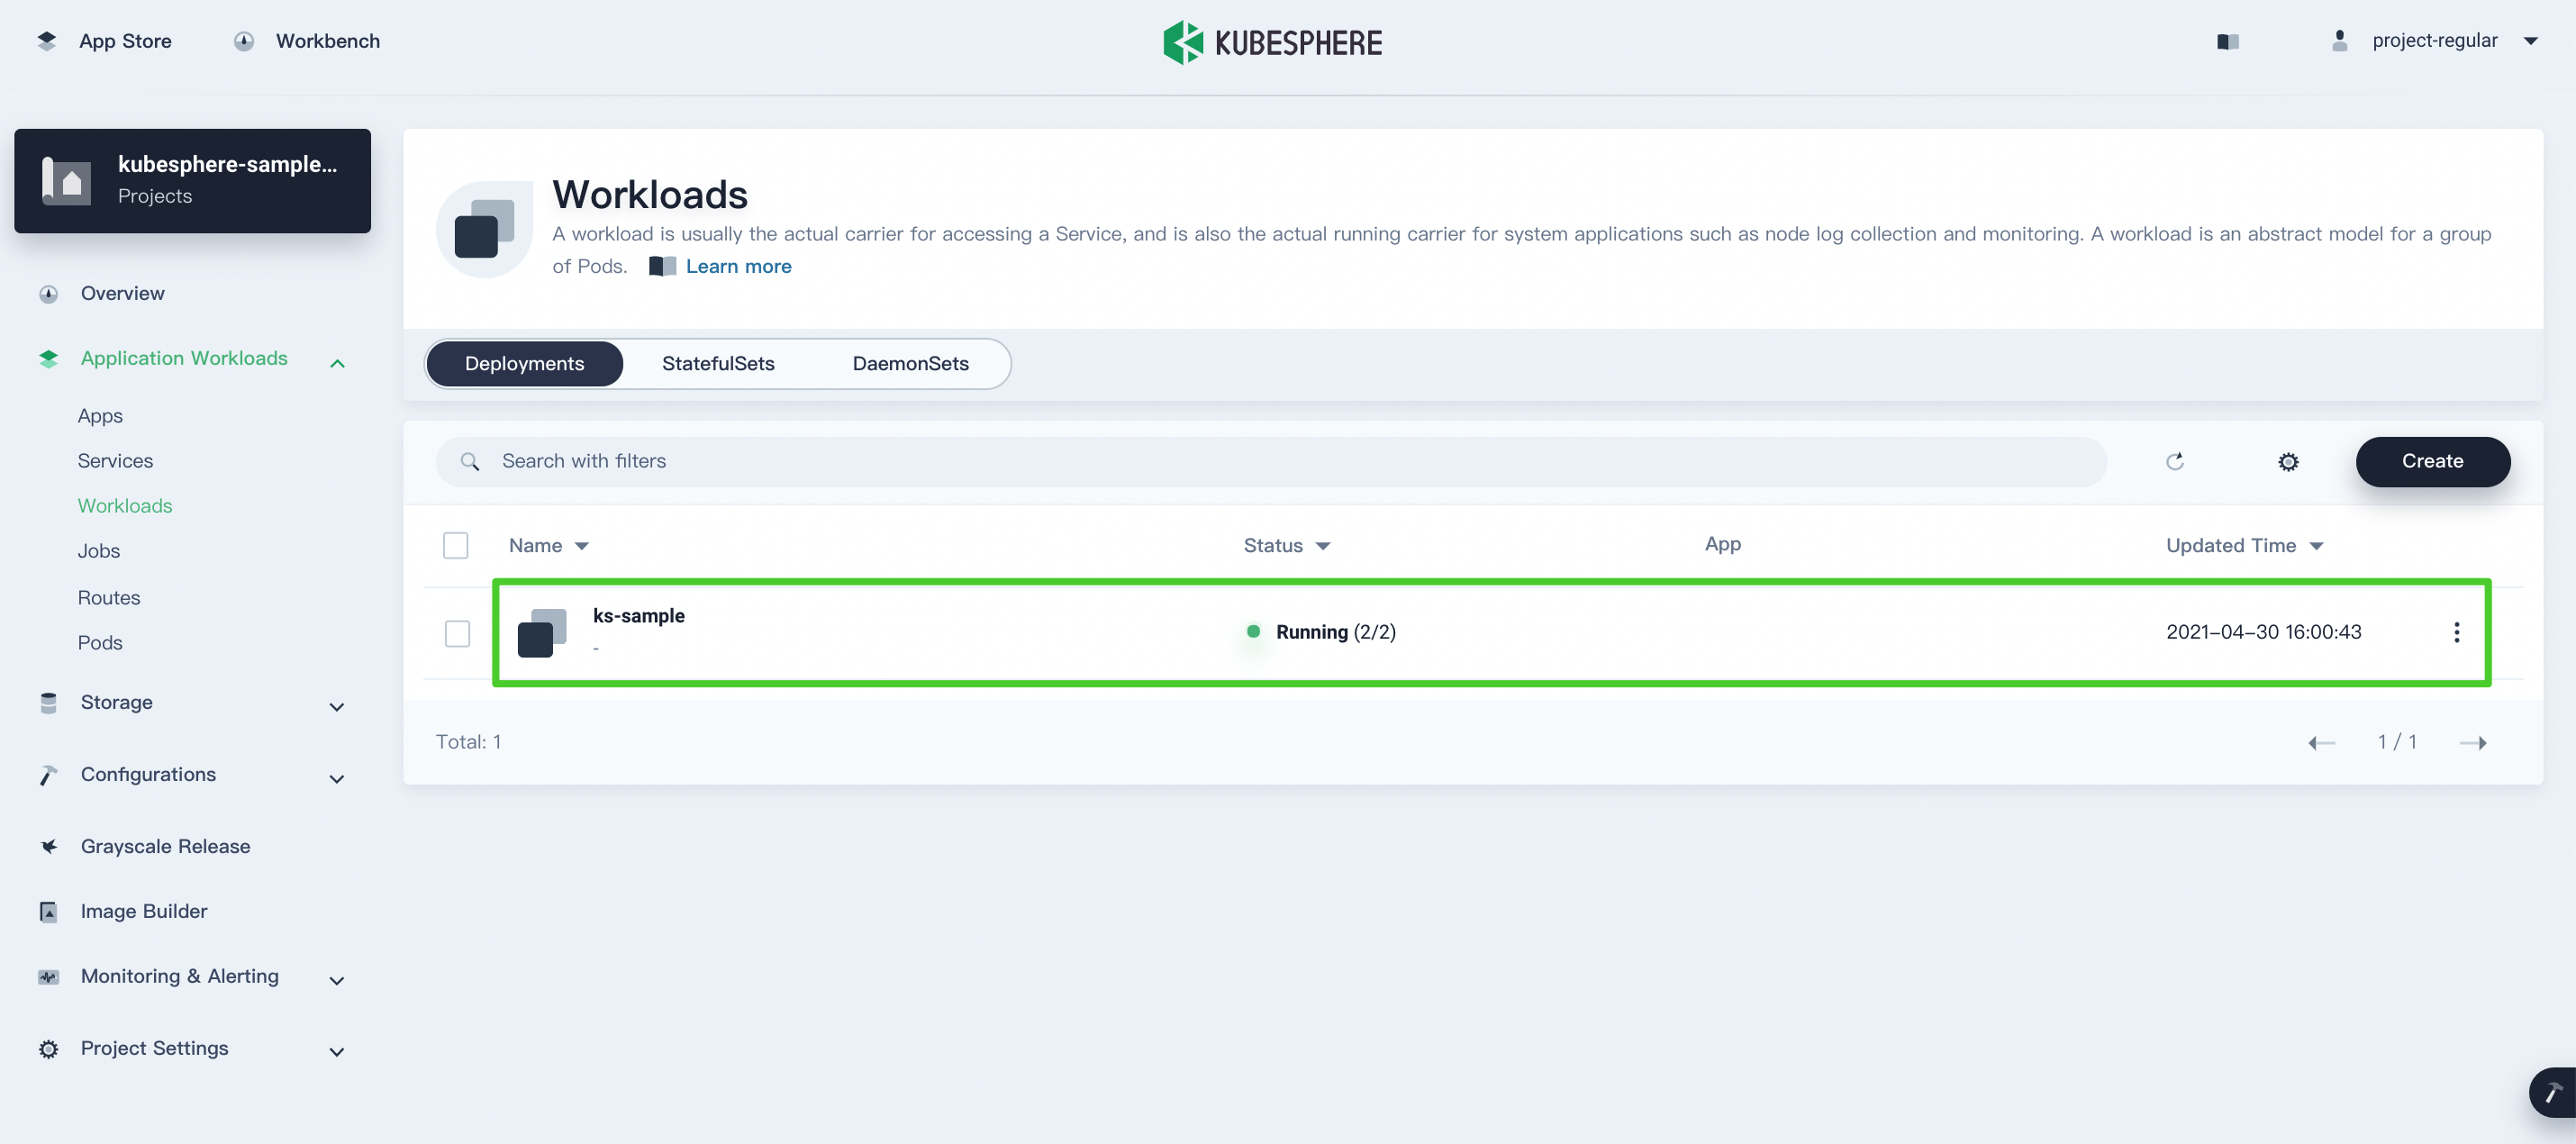 App Store
Workbench
KUBESPHERE
project-regular
kubesphere-sample...
Projects
Overview
Application Workloads
Apps
Services
Workloads
Jobs
Routes
Pods
Storage
Configurations
Grayscale Release
Image Builder
Monitoring & Alerting
Project Settings
Workloads
A workload is usually the actual carrier for accessing a Service, and is also the actual running carrier for system applications such as node log collection and monitoring. A workload is an abstract model for a group
of Pods. Learn more
Deployments StatefulSets DaemonSets
Search with filters
Create
Name Status App Updated Time
ks-sample
-
Running (2/2)
2021-04-30 16:00:43
Total: 1
1 / 1